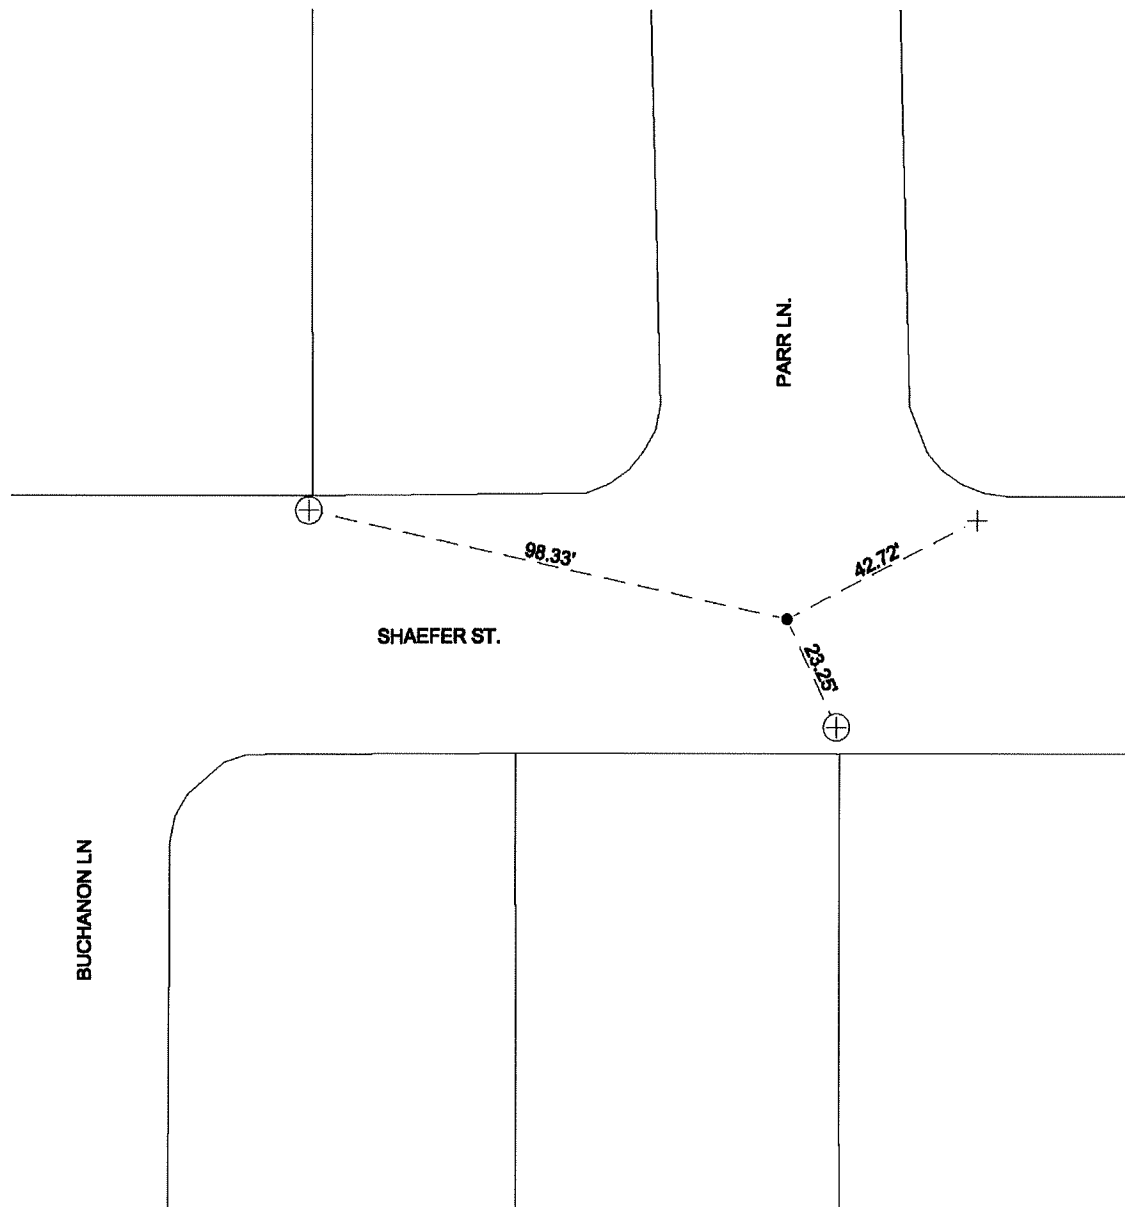 PARR LN.
98.33'
42.72'
SHAEFER ST.
23.25'
BUCHANON LN